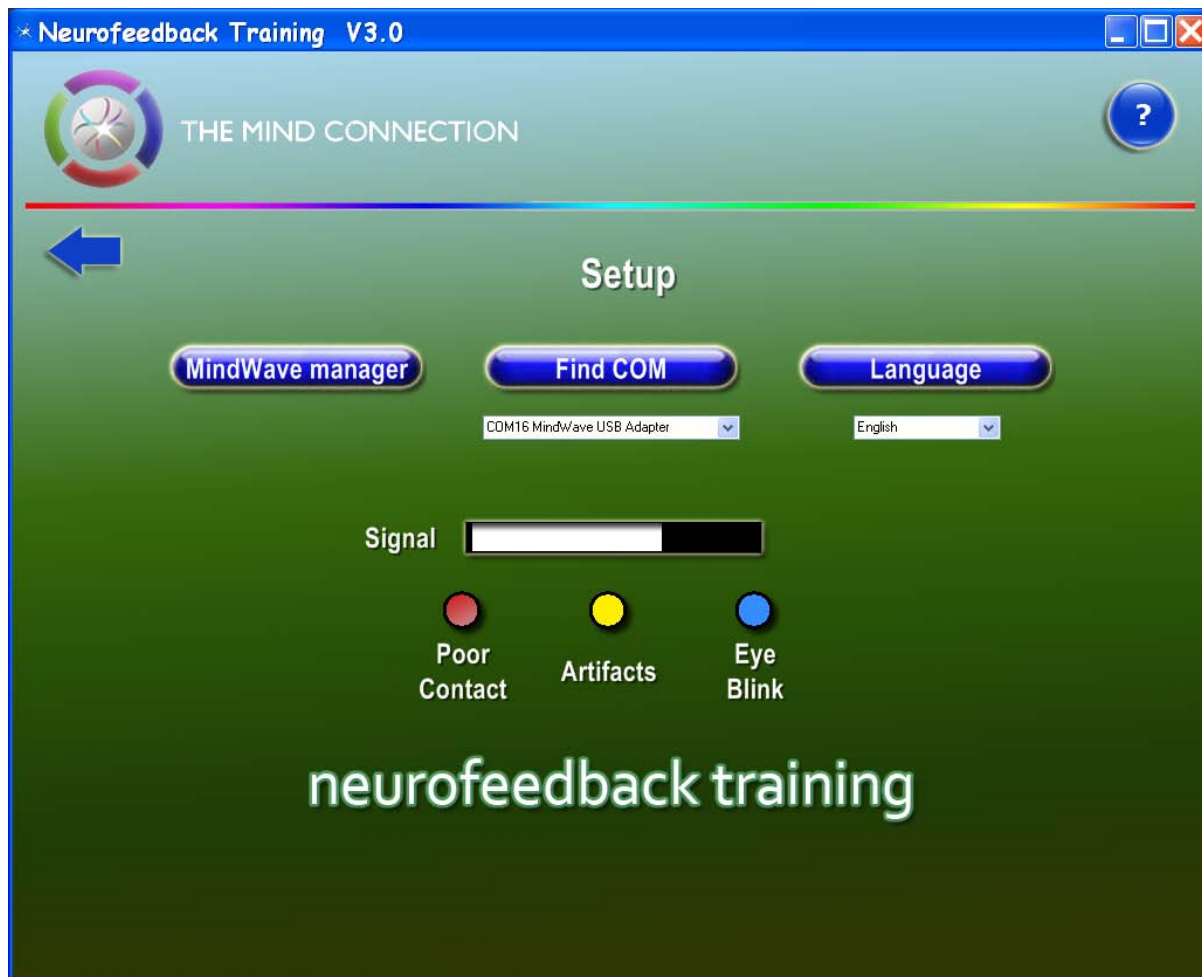 Neurofeedback Training V3.0
THE MIND CONNECTION
?
Setup
MindWave manager
Find COM
Language
COM16 MindWave USB Adapter
English
Signal
Poor
Contact
Artifacts
Eye
Blink
neurofeedback training